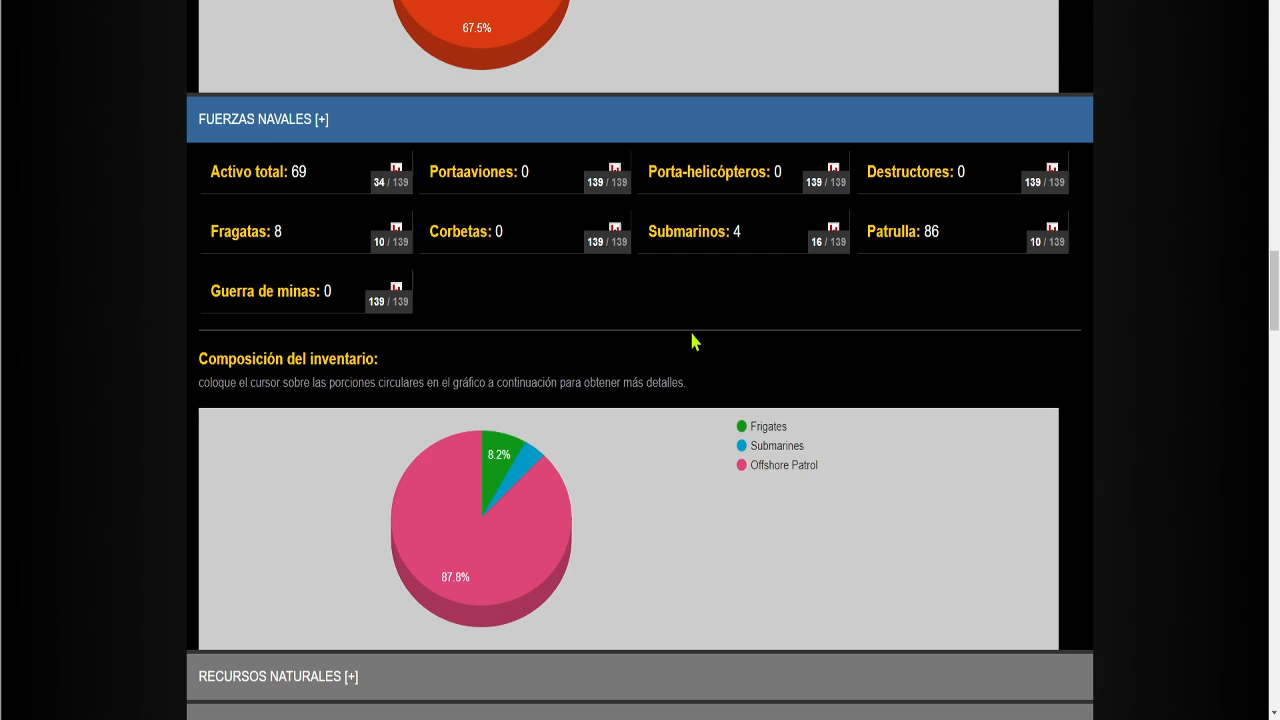 67.5%
FUERZAS NAVALES [+]
Activo total: 69 34 / 139 Portaaviones: 0 139 / 139 Porta-helicópteros: 0 139 / 139 Destructores: 0 139 / 139
Fragatas: 8 10 / 139 Corbetas: 0 139 / 139 Submarinos: 4 16 / 139 Patrulla: 86 10 / 139
Guerra de minas: 0 139 / 139
Composición del inventario:
coloque el cursor sobre las porciones circulares en el gráfico a continuación para obtener más detalles.
Frigates
Submarines
Offshore Patrol
8.2%
87.8%
RECURSOS NATURALES [+]